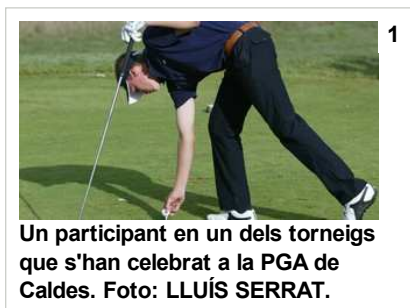 1
Un participant en un dels torneigs
que s'han celebrat a la PGA de
Caldes. Foto: LLUÍS SERRAT.